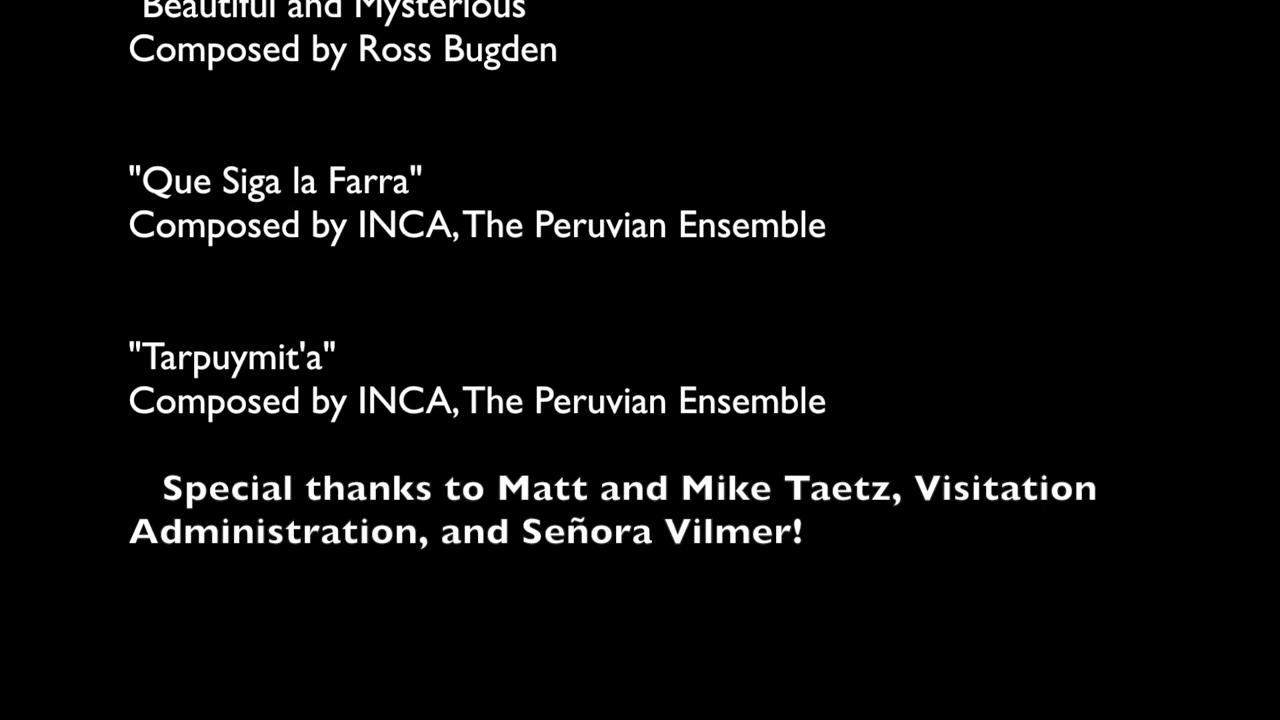 "Beautiful and Mysterious
Composed by Ross Bugden
"Que Siga la Farra"
Composed by INCA, The Peruvian Ensemble
"Tarpuymit'a"
Composed by INCA, The Peruvian Ensemble
Special thanks to Matt and Mike Taetz, Visitation
Administration, and Señora Vilmer!